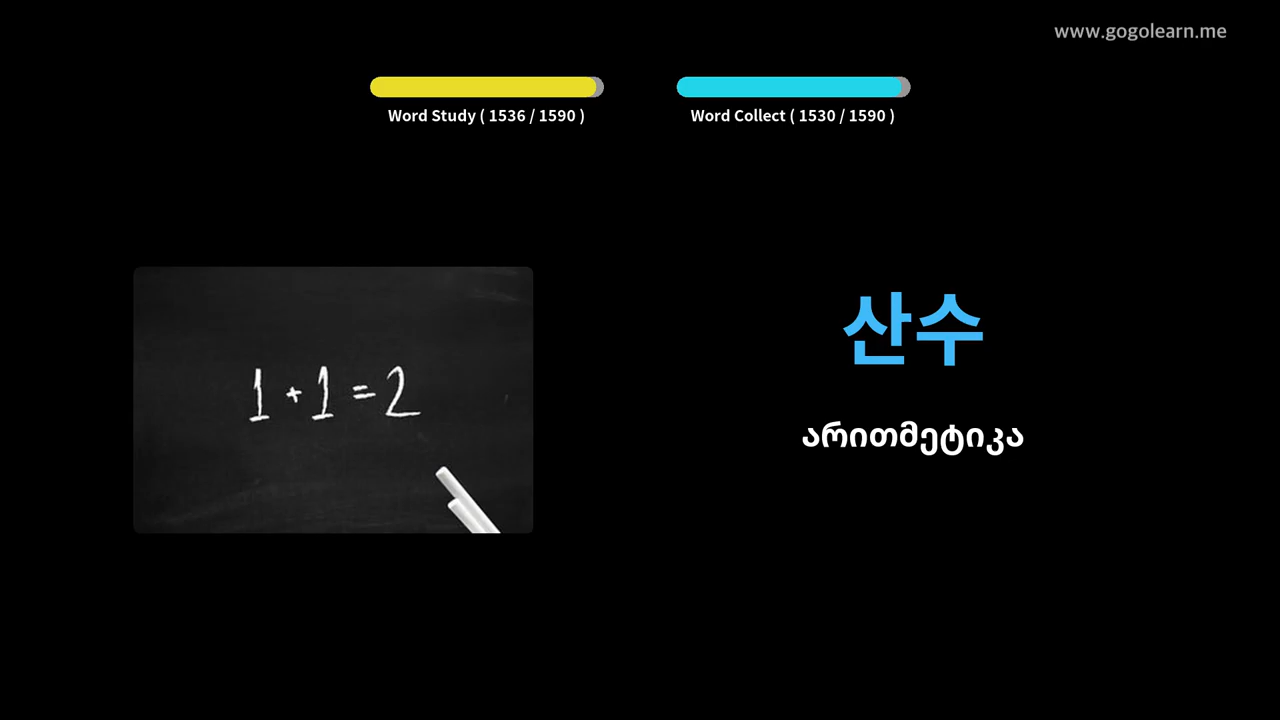 www.gogolearn.me
Word Study ( 1536 / 1590 )
Word Collect ( 1530 / 1590 )
1 + 1 = 2
산수
არითმეტიკა